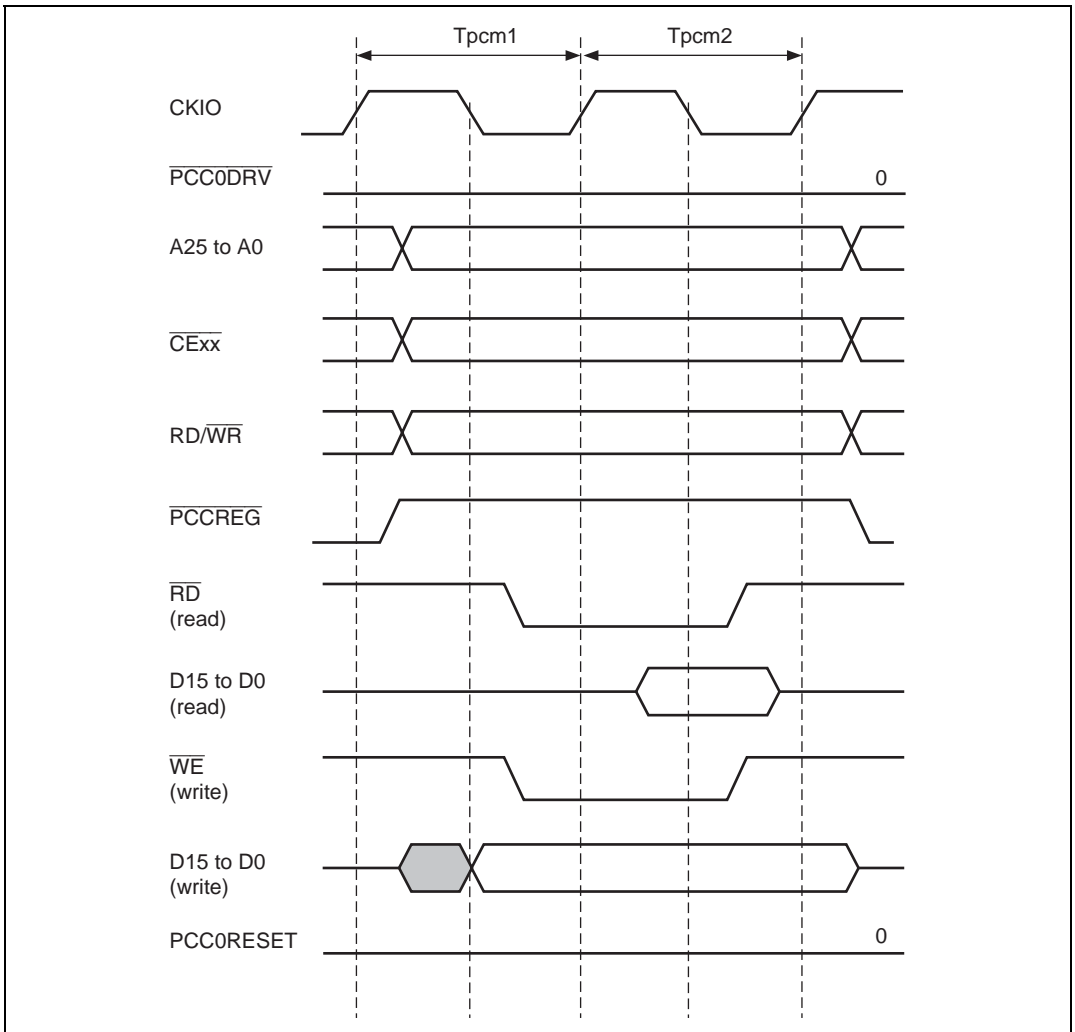 Tpcm1 Tpcm2
CKIO
PCC0DRV 0
A25 to A0
CExx
RD/WR
PCCREG
RD
(read)
D15 to D0
(read)
WE
(write)
D15 to D0
(write)
PCC0RESET 0